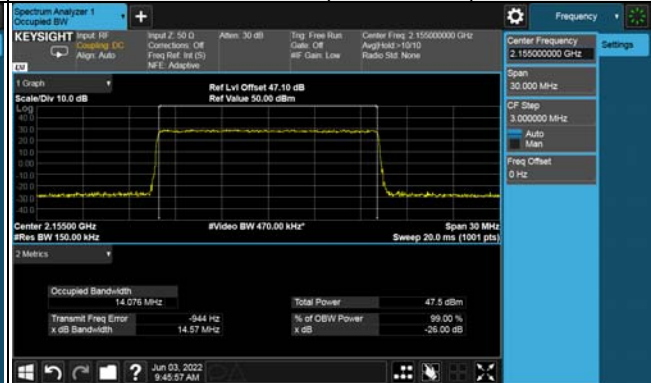 Spectrum Analyzer 1
Occupied BW
Frequency
KEYSIGHT Input: RF
Coupling: DC
Align: Auto
Input Z: 50 Ω
Corrections: Off
Freq Ref: Int (S)
NFE: Adaptive
Atten: 30 dB
Trig: Free Run
Gate: Off
#IF Gain: Low
Center Freq: 2.155000000 GHz
Avg|Hold:>10/10
Radio Std: None
Center Frequency
2.155000000 GHz
Settings
Span
30.000 MHz
CF Step
3.000000 MHz
Auto
Man
Freq Offset
0 Hz
1 Graph
Scale/Div 10.0 dB
Ref Lvl Offset 47.10 dB
Ref Value 50.00 dBm
Log
40.0
30.0
20.0
10.0
0.00
-10.0
-20.0
-30.0
-40.0
Center 2.15500 GHz
#Res BW 150.00 kHz
#Video BW 470.00 kHz*
Span 30 MHz
Sweep 20.0 ms (1001 pts)
2 Metrics
Occupied Bandwidth
14.076 MHz
Total Power 47.5 dBm
Transmit Freq Error -944 Hz
% of OBW Power 99.00 %
x dB Bandwidth 14.57 MHz
x dB -26.00 dB
?
Jun 03, 2022
9:45:57 AM